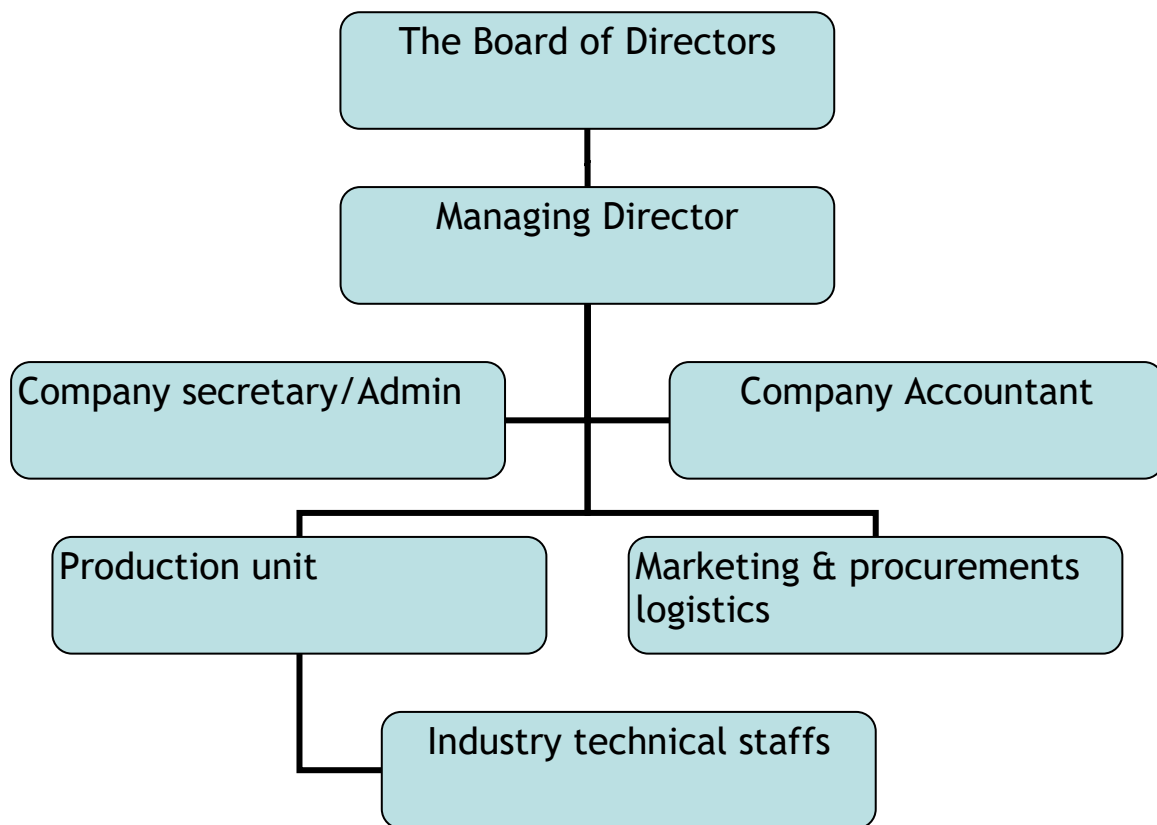 The Board of Directors
Managing Director
Company secretary/Admin
Company Accountant
Production unit
Marketing & procurements
logistics
Industry technical staffs